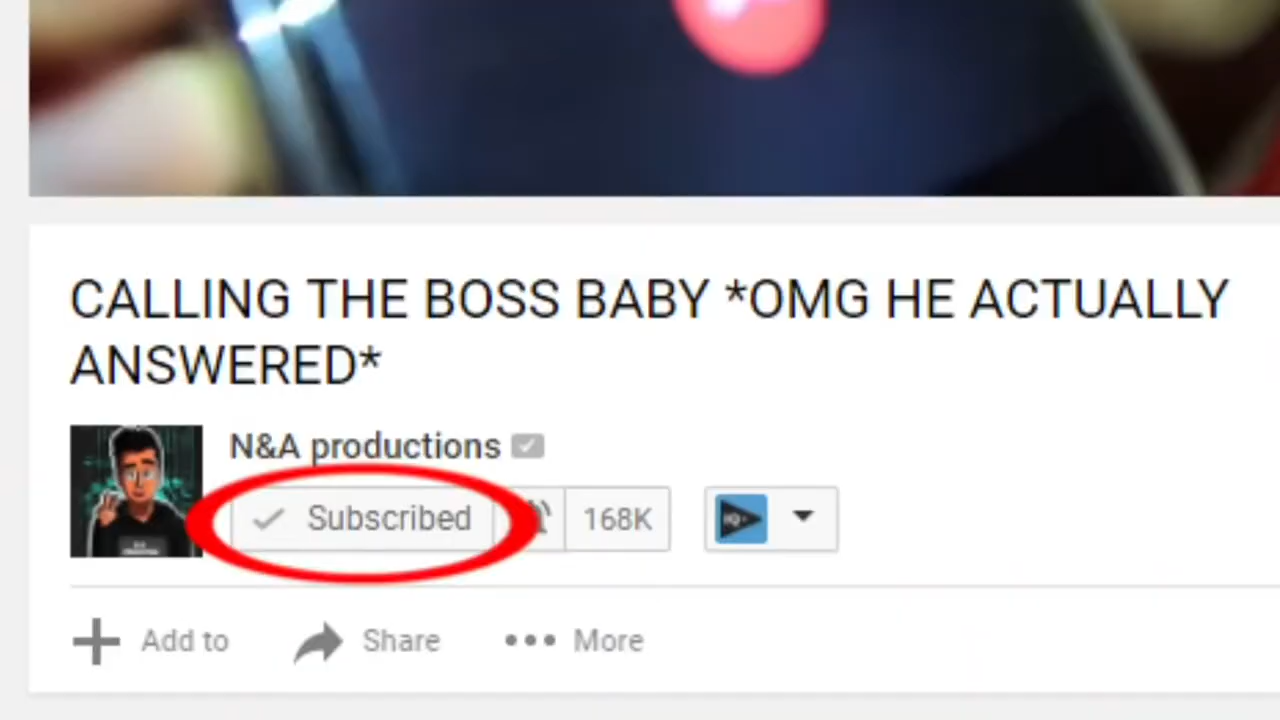 CALLING THE BOSS BABY *OMG HE ACTUALLY
ANSWERED*
N&A productions
Subscribed
168K
Add to
Share
More